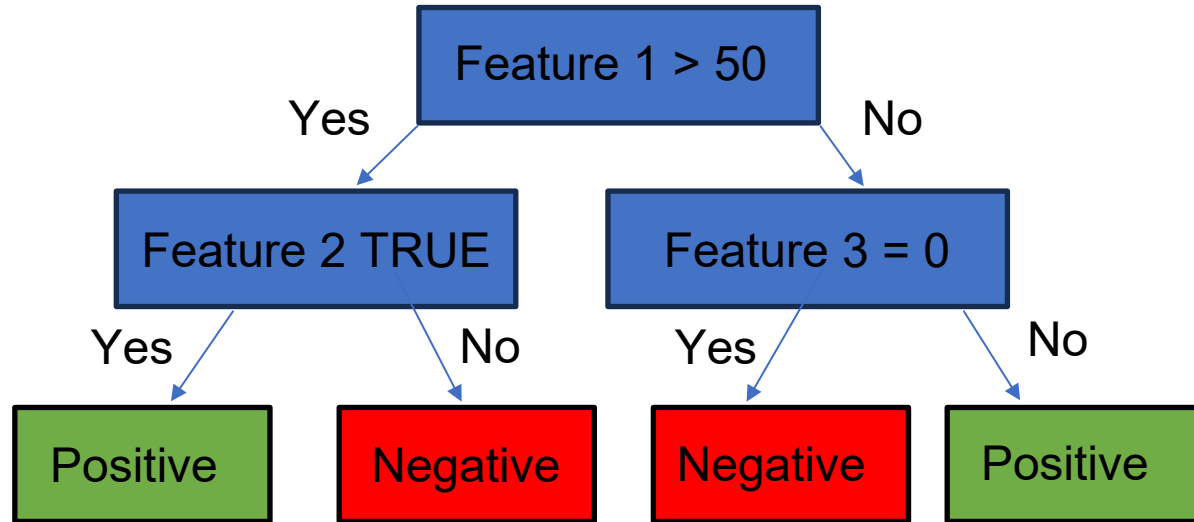 Feature 1 > 50
Yes
No
Feature 2 TRUE
Feature 3 = 0
Yes
No
Yes
No
Positive
Negative
Negative
Positive